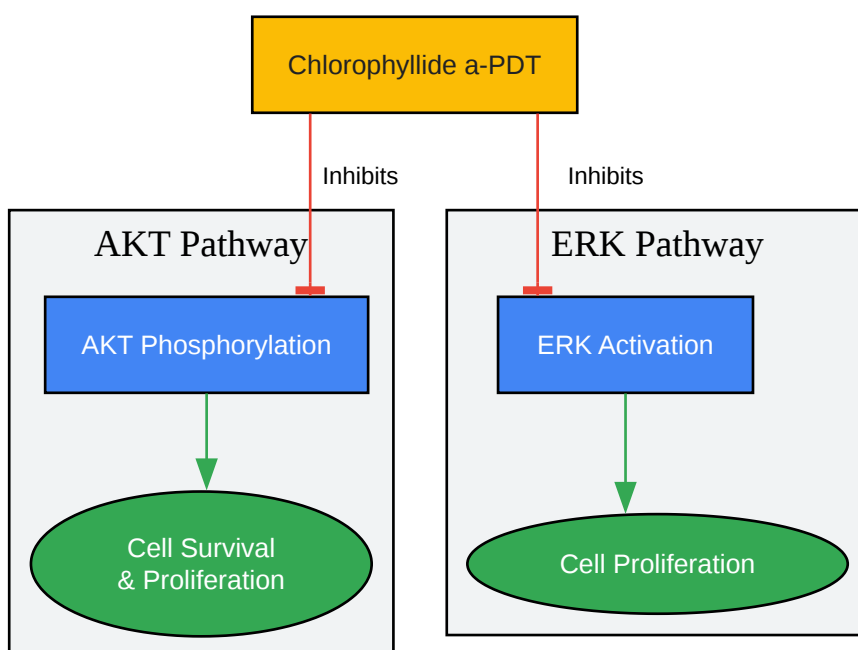 Chlorophyllide a-PDT
Inhibits
Inhibits
AKT Pathway
ERK Pathway
AKT Phosphorylation
ERK Activation
Cell Survival
& Proliferation
Cell Proliferation